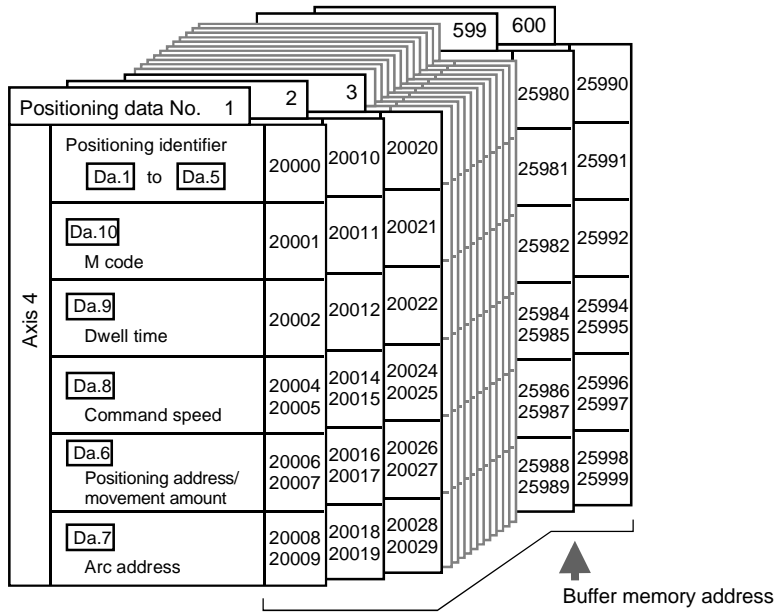 599 600
Positioning data No. 1 2 3
Axis 4
Positioning identifier
Da.1 to Da.5
20000 20010 20020 25980 25990
Da.10
M code
20001 20011 20021 25981 25991
Da.9
Dwell time
20002 20012 20022 25982 25992
Da.8
Command speed
20004 20014 20024 25984 25994
20005 20015 20025 25985 25995
Da.6
Positioning address/
movement amount
20006 20016 20026 25986 25996
20007 20017 20027 25987 25997
Da.7
Arc address
20008 20018 20028 25988 25998
20009 20019 20029 25989 25999
Buffer memory address